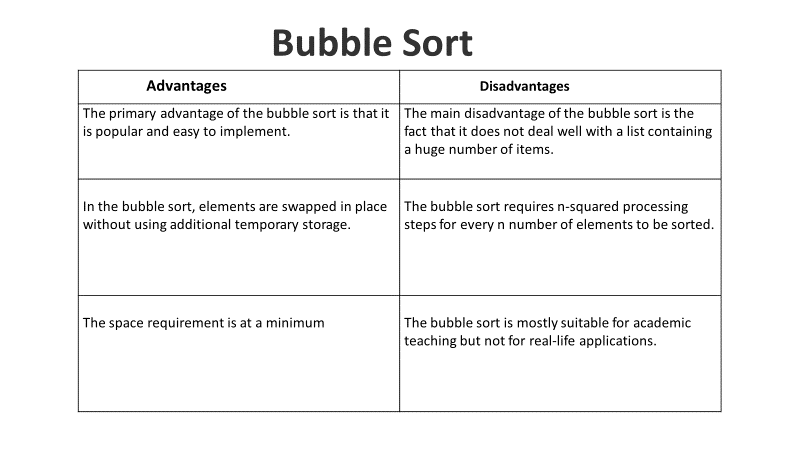 Bubble Sort
Advantages
Disadvantages
The primary advantage of the bubble sort is that it
is popular and easy to implement.
The main disadvantage of the bubble sort is the
fact that it does not deal well with a list containing
a huge number of items.
In the bubble sort, elements are swapped in place
without using additional temporary storage.
The bubble sort requires n-squared processing
steps for every n number of elements to be sorted.
The space requirement is at a minimum
The bubble sort is mostly suitable for academic
teaching but not for real-life applications.